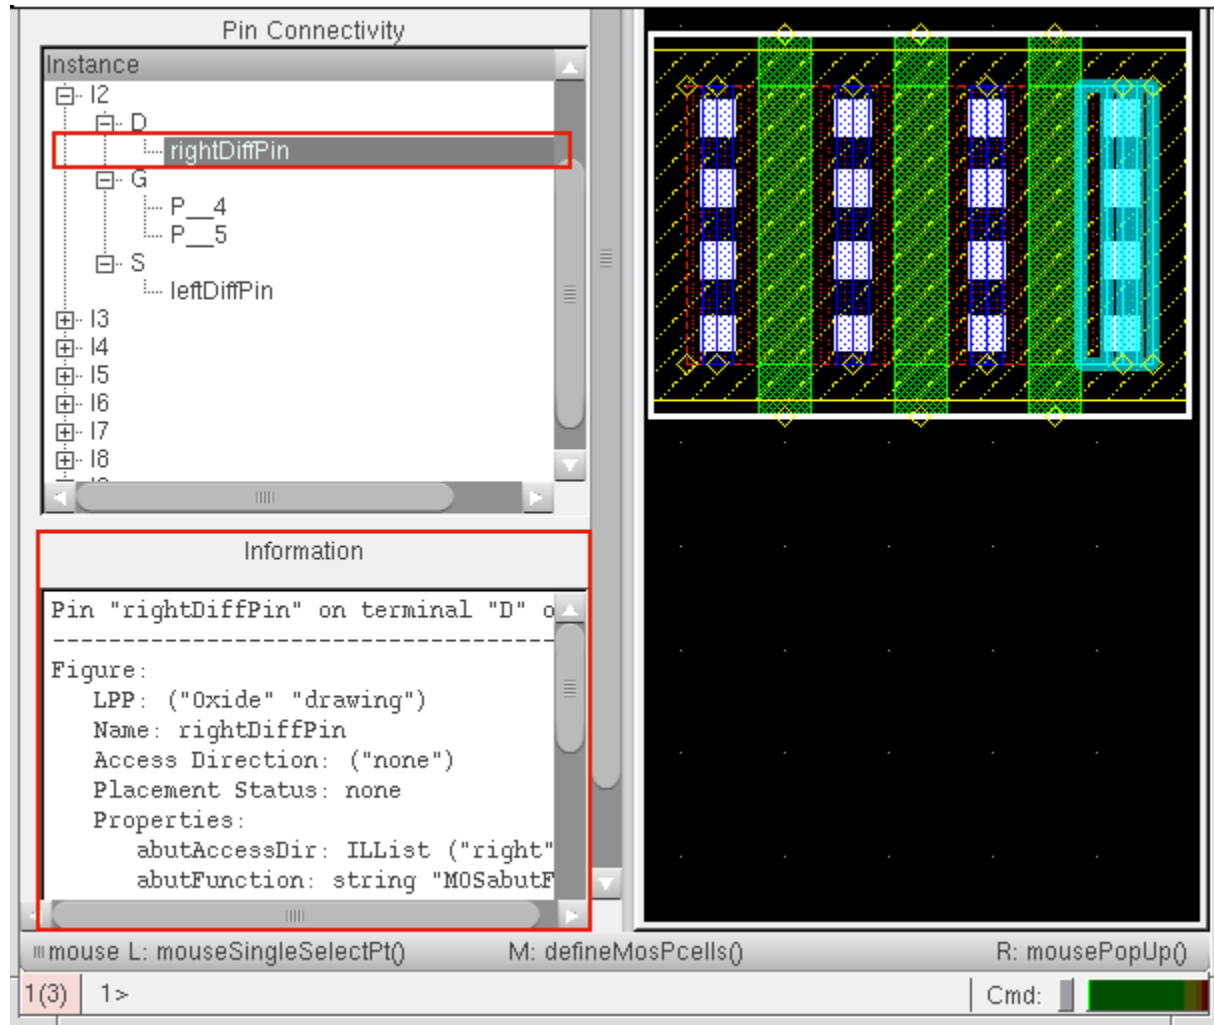 Pin Connectivity
Instance
I2
D
rightDiffPin
G
P__4
P__5
S
leftDiffPin
I3
I4
I5
I6
I7
I8
Information
Pin "rightDiffPin" on terminal "D" o
Figure:
LPP: ("Oxide" "drawing")
Name: rightDiffPin
Access Direction: ("none")
Placement Status: none
Properties:
abutAccessDir: ILList ("right"
abutFunction: string "MOSabutF
mouse L: mouseSingleSelectPt() M: defineMosPcells() R: mousePopUp()
1(3) 1> Cmd: